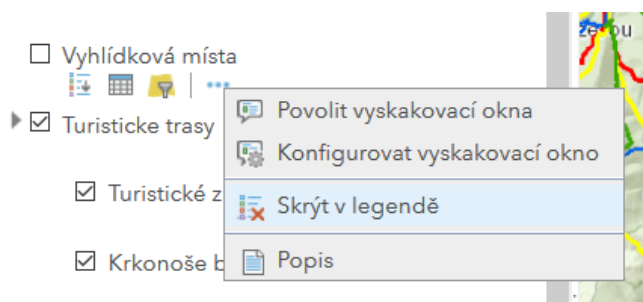 Vyhlídková místa
Turisticke trasy
Povolit vyskakovací okna
Konfigurovat vyskakovací okno
Turistické z
Skrýt v legendě
Krkonoše b
Popis